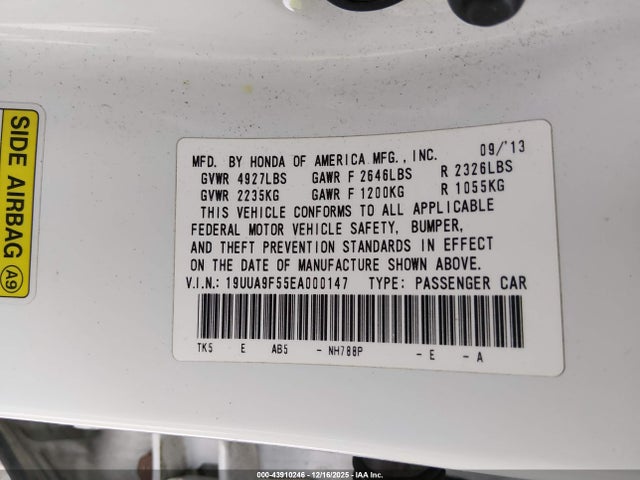 SIDE AIRBAG A9
09/'13
MFD. BY HONDA OF AMERICA MFG., INC.
GVWR 4927LBS GAWR F 2646LBS R 2326LBS
GVWR 2235KG GAWR F 1200KG R 1055KG
THIS VEHICLE CONFORMS TO ALL APPLICABLE
FEDERAL MOTOR VEHICLE SAFETY, BUMPER,
AND THEFT PREVENTION STANDARDS IN EFFECT
ON THE DATE OF MANUFACTURE SHOWN ABOVE.
V.I.N.: 19UUA9F55EA000147 TYPE: PASSENGER CAR
TK5 E AB5 - NH788P - E - A
000-43910246 - 12/16/2025 - IAAI.COM